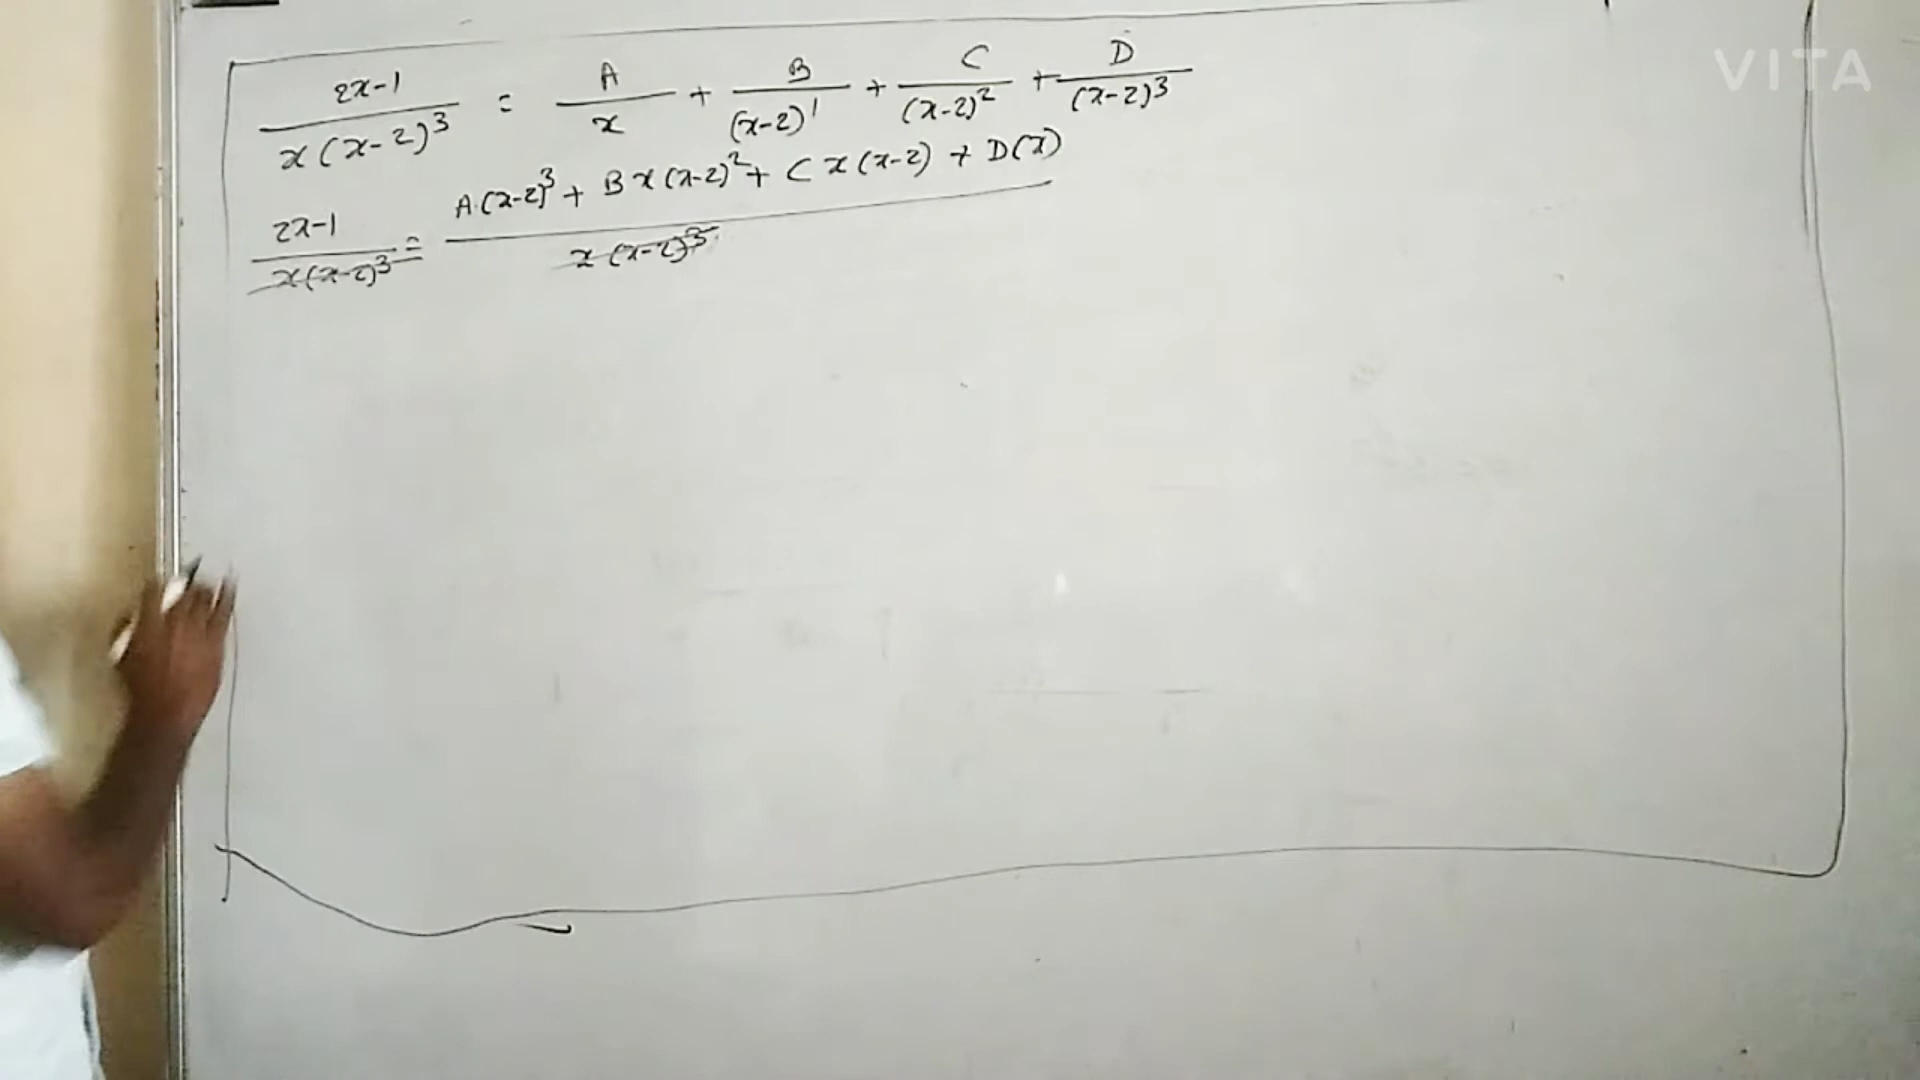 VITA
2x-1 / x(x-2)^3 = A/x + B/(x-2)^1 + C/(x-2)^2 + D/(x-2)^3
2x-1 / x(x-2)^3 = A.(x-2)^3 + Bx(x-2)^2 + Cx(x-2) + D(x) / x(x-2)^3